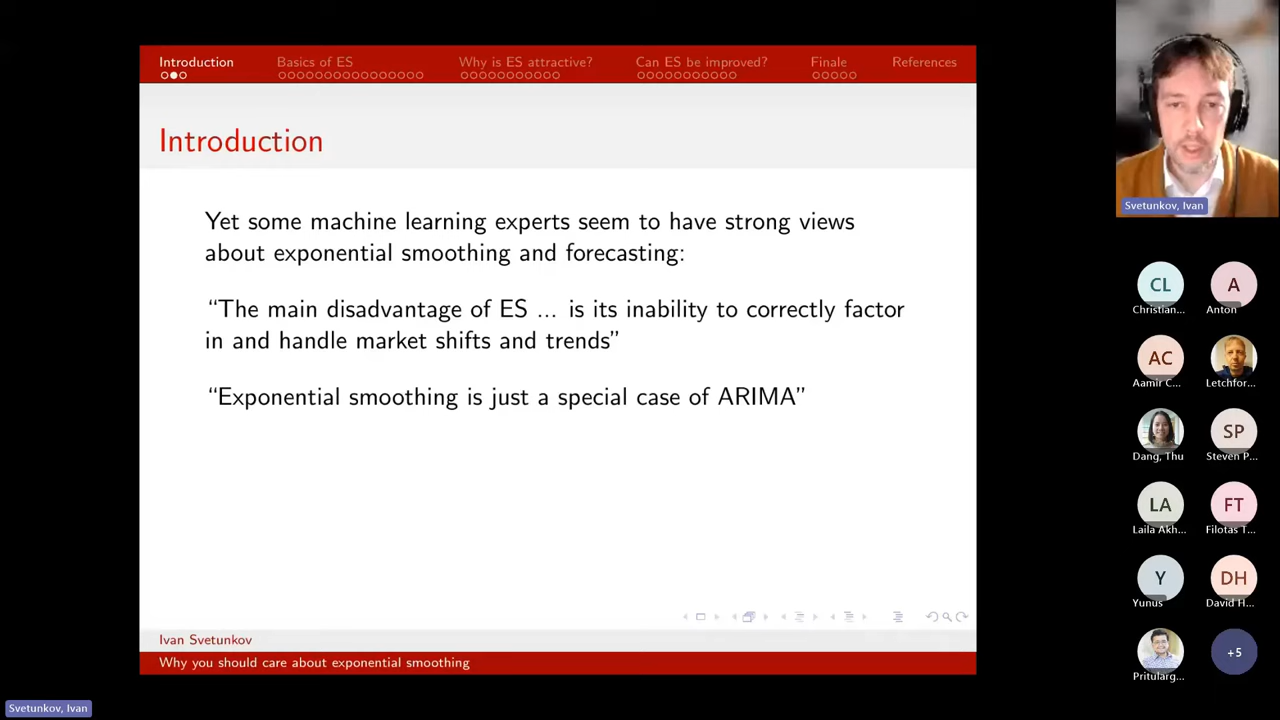 Introduction
Basics of ES
Why is ES attractive?
Can ES be improved?
Finale
References
Introduction
Yet some machine learning experts seem to have strong views
about exponential smoothing and forecasting:
“The main disadvantage of ES ... is its inability to correctly factor
in and handle market shifts and trends”
“Exponential smoothing is just a special case of ARIMA”
Ivan Svetunkov
Why you should care about exponential smoothing
Svetunkov, Ivan
CL
Christian...
A
Anton
AC
Aamir C...
Letchfor...
Dang, Thu
SP
Steven P...
LA
Laila Akh...
FT
Filotas T...
Y
Yunus
DH
David H...
Pritularg...
+5
Svetunkov, Ivan